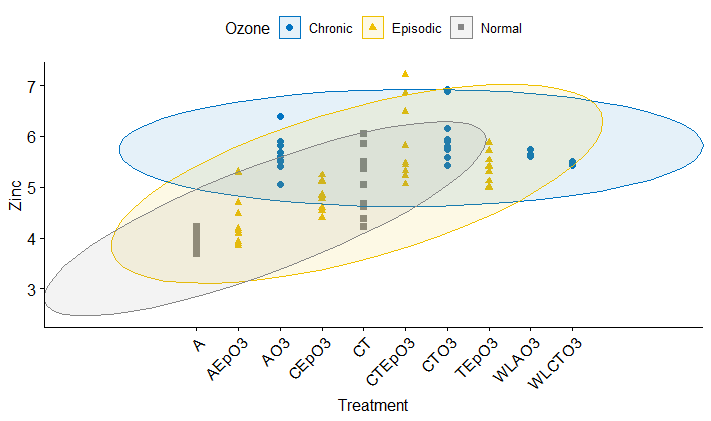 Ozone Chronic Episodic Normal
7
6
5
4
3
Zinc
A AEpO3 AO3 CEpO3 CT CTEpO3 CTO3 TEpO3 WLAO3 WLCTO3
Treatment